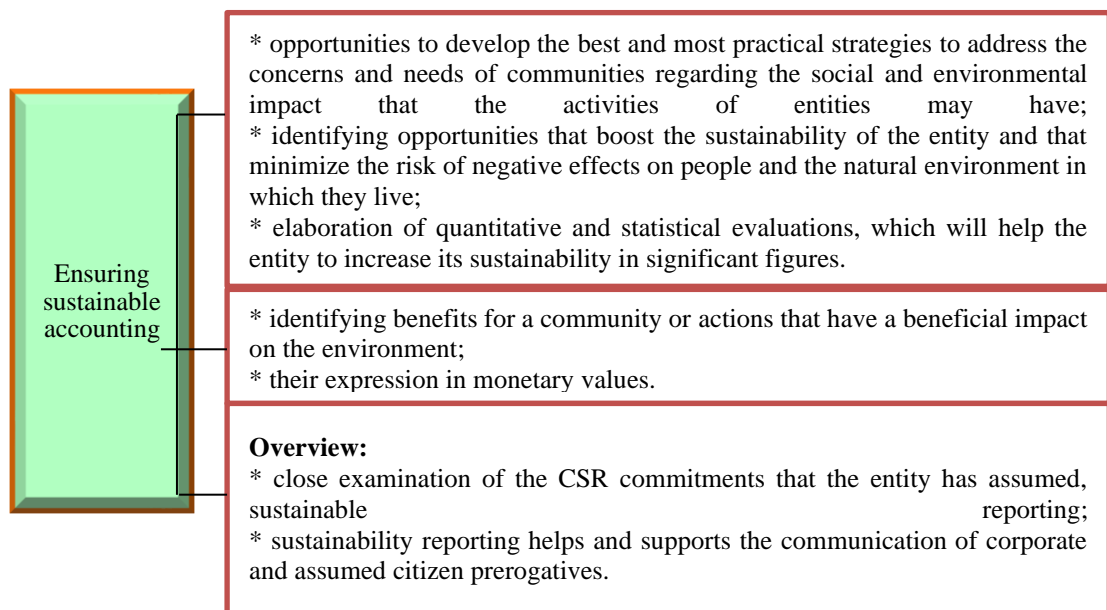 Ensuring
sustainable
accounting
* opportunities to develop the best and most practical strategies to address the
concerns and needs of communities regarding the social and environmental
impact that the activities of entities may have;
* identifying opportunities that boost the sustainability of the entity and that
minimize the risk of negative effects on people and the natural environment in
which they live;
* elaboration of quantitative and statistical evaluations, which will help the
entity to increase its sustainability in significant figures.
* identifying benefits for a community or actions that have a beneficial impact
on the environment;
* their expression in monetary values.
Overview:
* close examination of the CSR commitments that the entity has assumed,
sustainable reporting;
* sustainability reporting helps and supports the communication of corporate
and assumed citizen prerogatives.